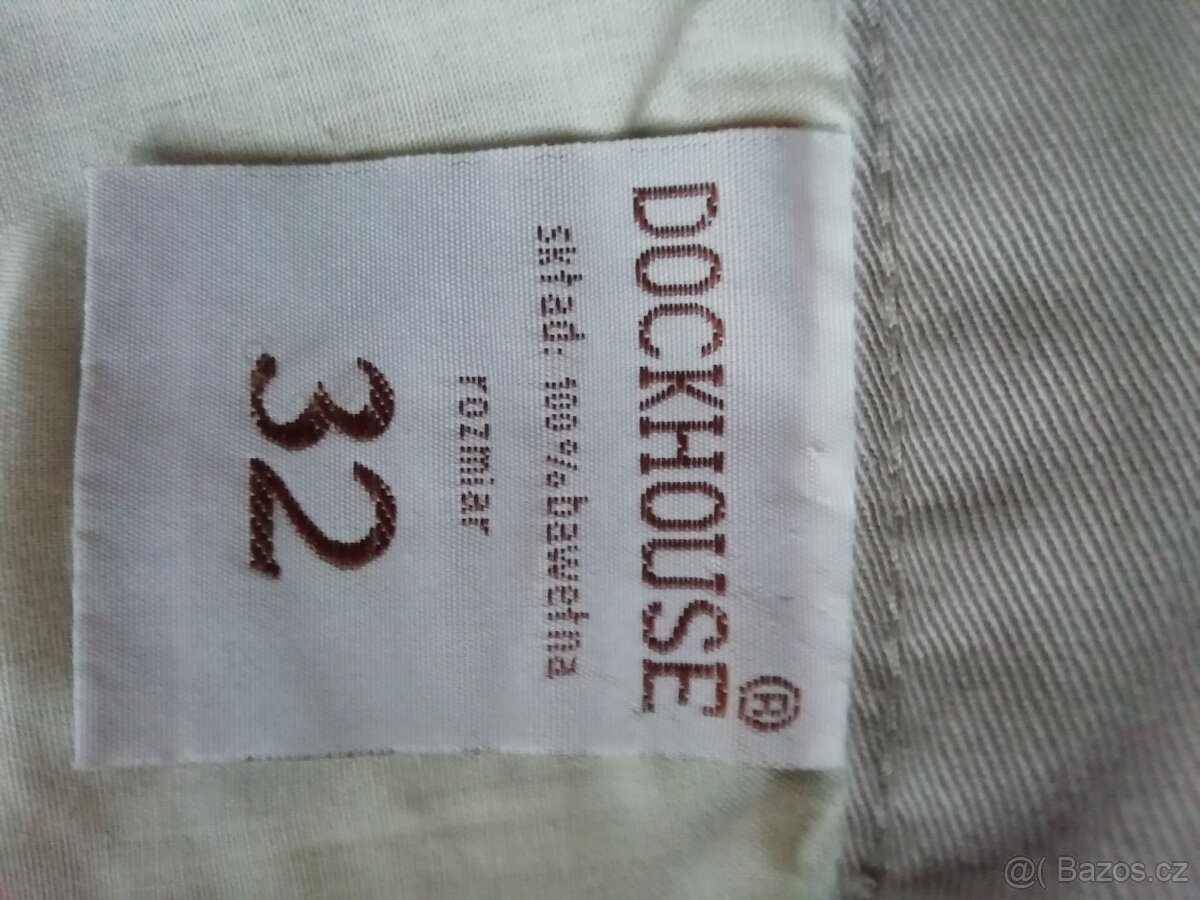 DOCKHOUSE®
skład: 100% bawełna
rozmiar
32
@( Bazos.cz